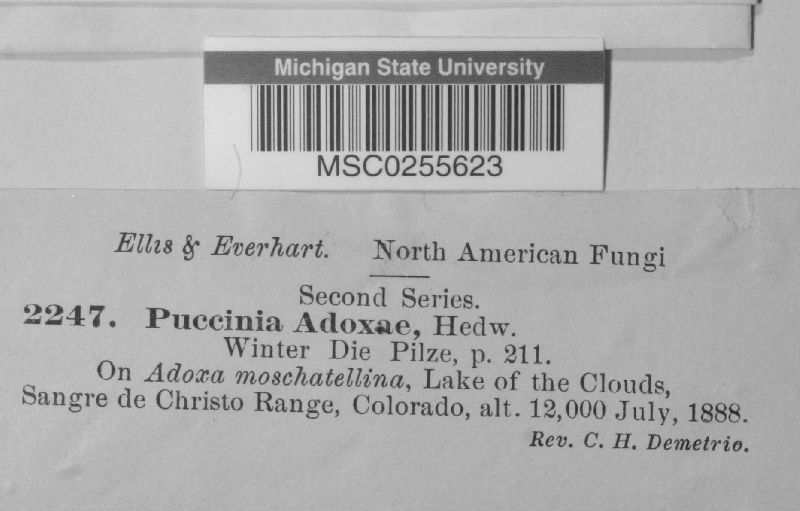 Michigan State University
MSC0255623
Ellis & Everhart. North American Fungi
Second Series.
2247. Puccinia Adoxae, Hedw.
Winter Die Pilze, p. 211.
On Adoxa moschatellina, Lake of the Clouds,
Sangre de Christo Range, Colorado, alt. 12,000 July, 1888.
Rev. C. H. Demetrio.